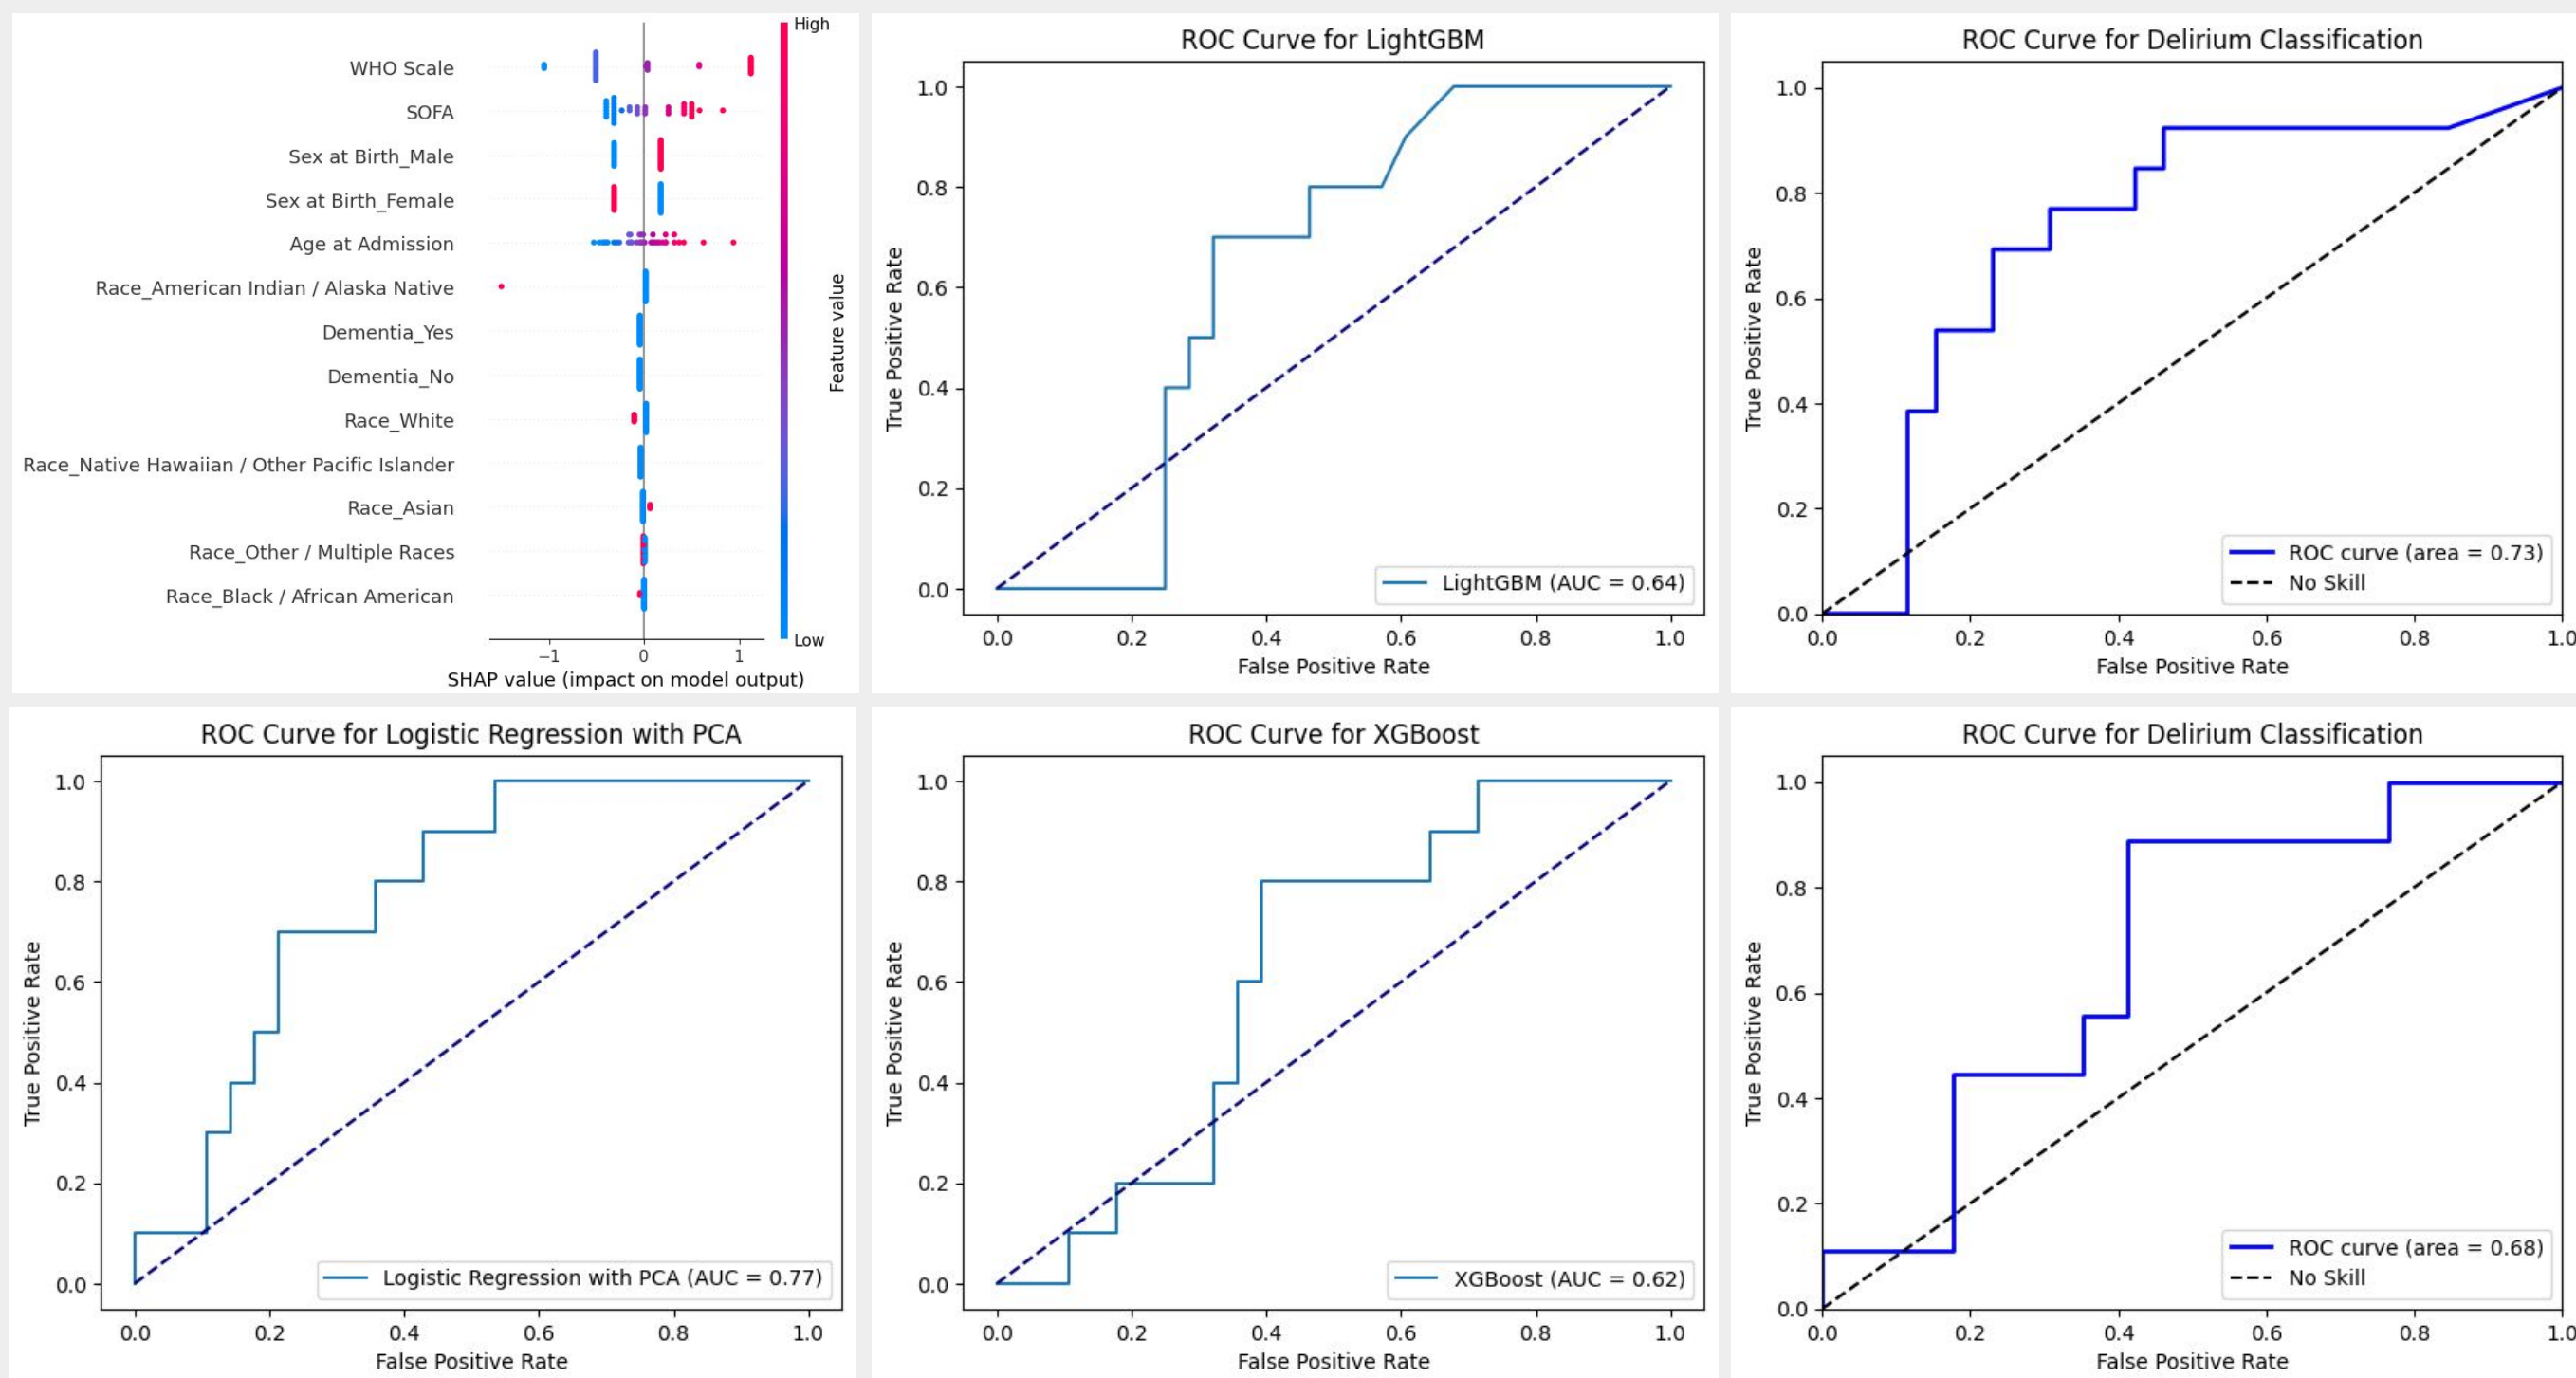 High
WHO Scale
SOFA
Sex at Birth_Male
Sex at Birth_Female
Age at Admission
Race_American Indian / Alaska Native
Dementia_Yes
Dementia_No
Race_White
Race_Native Hawaiian / Other Pacific Islander
Race_Asian
Race_Other / Multiple Races
Race_Black / African American
Feature value
Low
−1 0 1
SHAP value (impact on model output)
ROC Curve for LightGBM
True Positive Rate
1.0
0.8
0.6
0.4
0.2
0.0
LightGBM (AUC = 0.64)
0.0 0.2 0.4 0.6 0.8 1.0
False Positive Rate
ROC Curve for Delirium Classification
True Positive Rate
1.0
0.8
0.6
0.4
0.2
0.0
ROC curve (area = 0.73)
No Skill
0.0 0.2 0.4 0.6 0.8 1.0
False Positive Rate
ROC Curve for Logistic Regression with PCA
True Positive Rate
1.0
0.8
0.6
0.4
0.2
0.0
Logistic Regression with PCA (AUC = 0.77)
0.0 0.2 0.4 0.6 0.8 1.0
False Positive Rate
ROC Curve for XGBoost
True Positive Rate
1.0
0.8
0.6
0.4
0.2
0.0
XGBoost (AUC = 0.62)
0.0 0.2 0.4 0.6 0.8 1.0
False Positive Rate
ROC Curve for Delirium Classification
True Positive Rate
1.0
0.8
0.6
0.4
0.2
0.0
ROC curve (area = 0.68)
No Skill
0.0 0.2 0.4 0.6 0.8 1.0
False Positive Rate